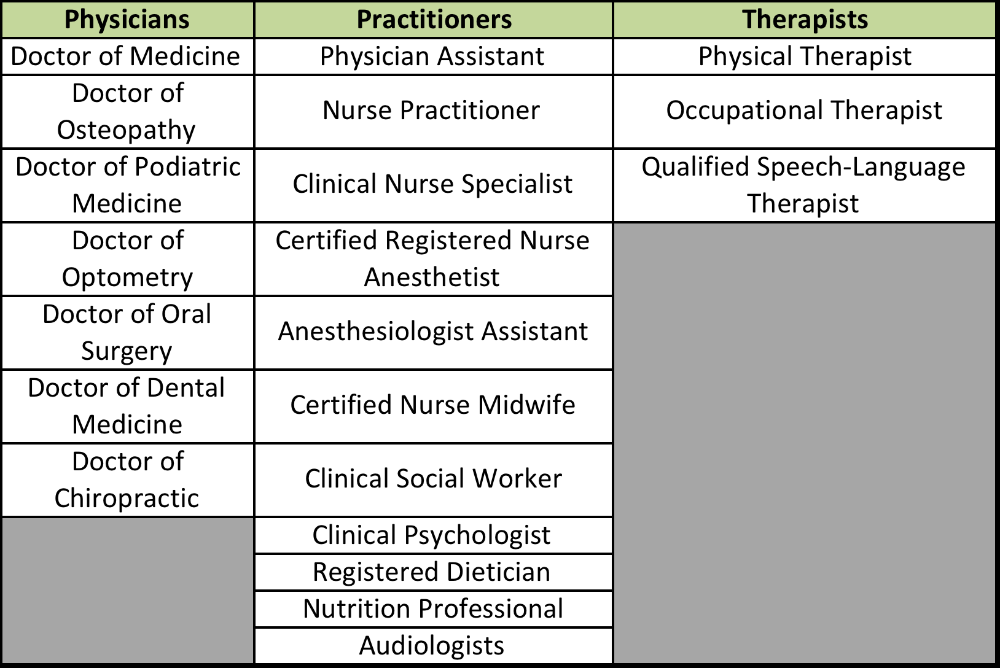 Physicians
Practitioners
Therapists
Doctor of Medicine
Physician Assistant
Physical Therapist
Doctor of
Osteopathy
Nurse Practitioner
Occupational Therapist
Doctor of Podiatric
Medicine
Clinical Nurse Specialist
Qualified Speech-Language
Therapist
Doctor of
Optometry
Certified Registered Nurse
Anesthetist
Doctor of Oral
Surgery
Anesthesiologist Assistant
Doctor of Dental
Medicine
Certified Nurse Midwife
Doctor of
Chiropractic
Clinical Social Worker
Clinical Psychologist
Registered Dietician
Nutrition Professional
Audiologists